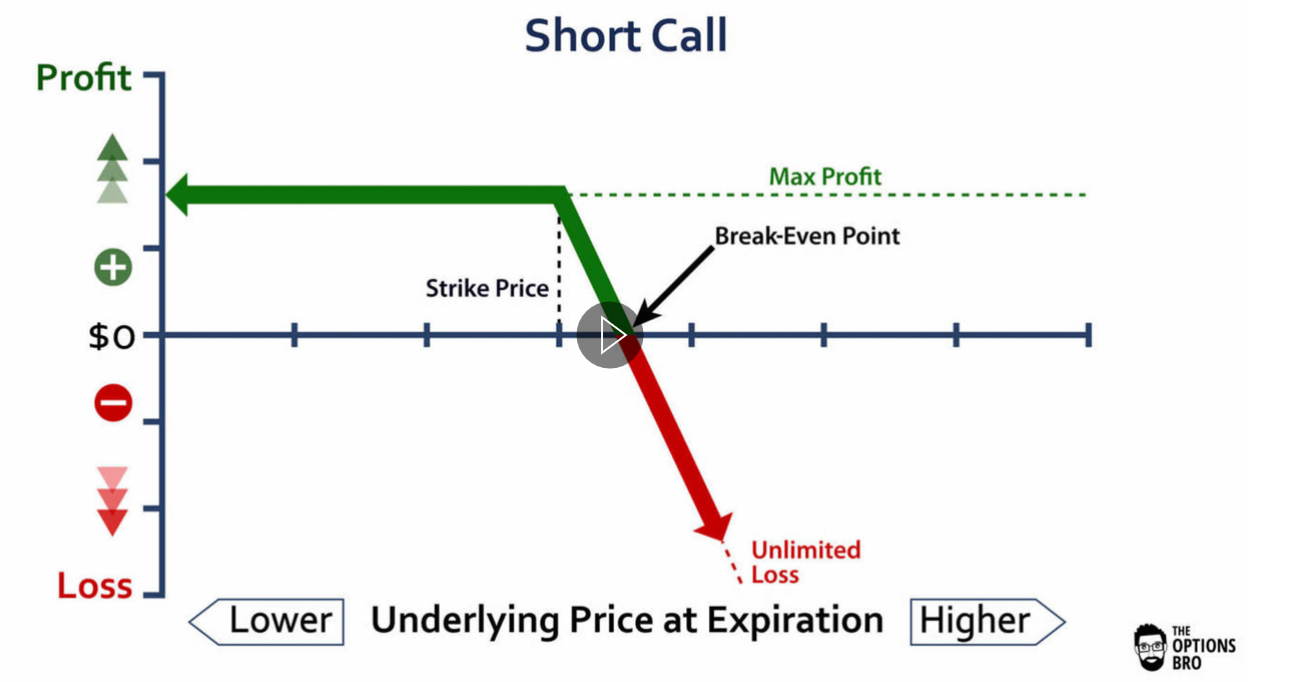 Short Call
Profit
Max Profit
Break-Even Point
Strike Price
$0
Unlimited
Loss
Loss
Lower
Underlying Price at Expiration
Higher
THE
OPTIONS
BRO